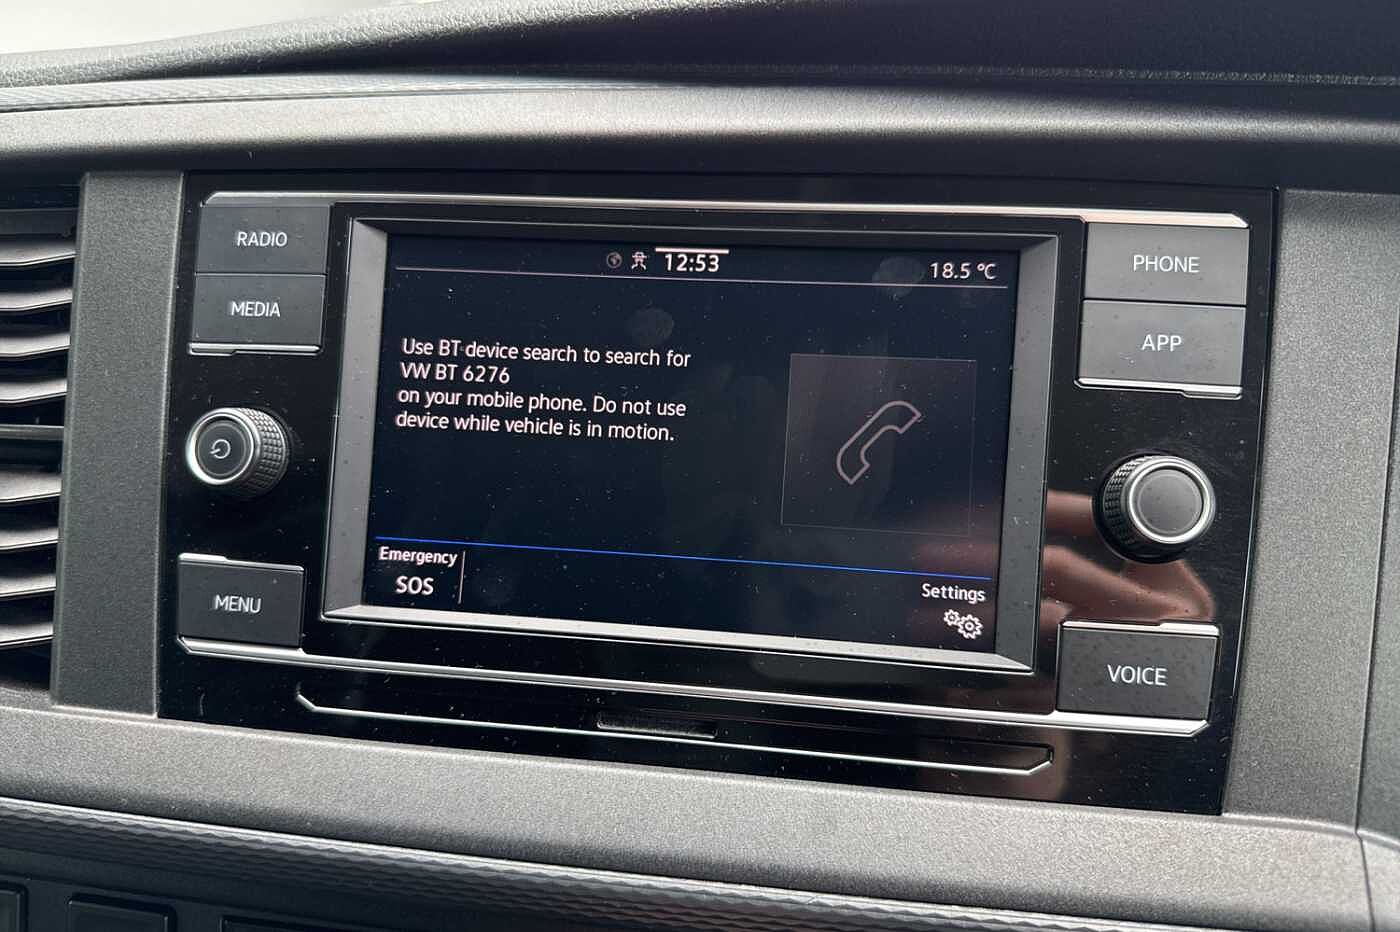 RADIO
MEDIA
MENU
12:53
18.5 °C
Use BT device search to search for
VW BT 6276
on your mobile phone. Do not use
device while vehicle is in motion.
Emergency
SOS
Settings
PHONE
APP
VOICE